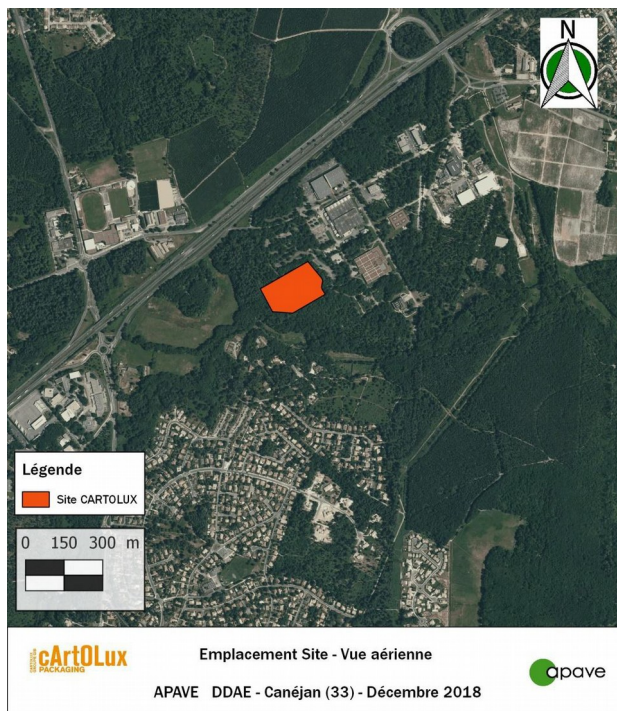 N
Légende
Site CARTOLUX
0 150 300 m
cArtOLux
PACKAGING
Emplacement Site - Vue aérienne
APAVE DDAE - Canéjan (33) - Décembre 2018
apave